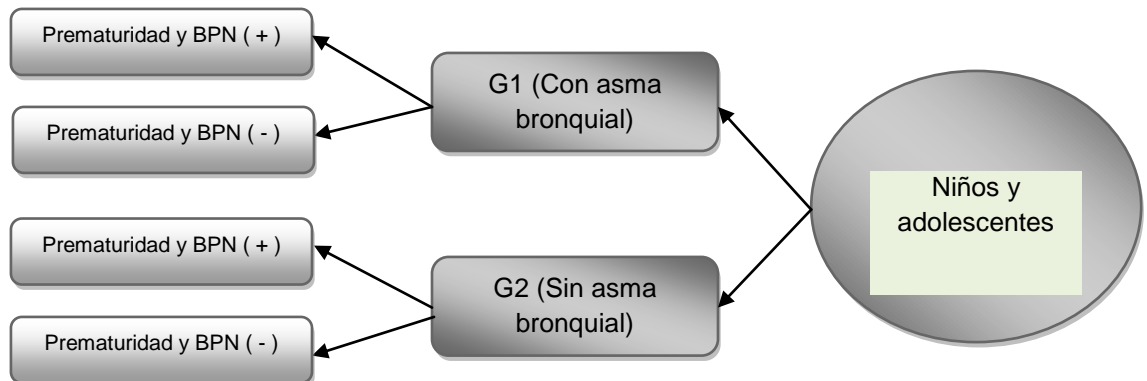 Prematuridad y BPN ( + )
Prematuridad y BPN ( - )
G1 (Con asma
bronquial)
Niños y
adolescentes
Prematuridad y BPN ( + )
Prematuridad y BPN ( - )
G2 (Sin asma
bronquial)